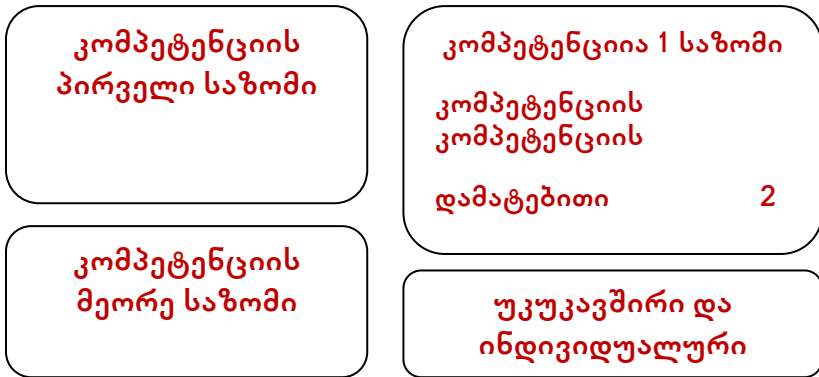 კომპეტენციის
პირველი საზომი
კომპეტენციის
მეორე საზომი
კომპეტენციია 1 საზომი
კომპეტენციის
კომპეტენციის
დამატებითი 2
უკუკავშირი და
ინდივიდუალური